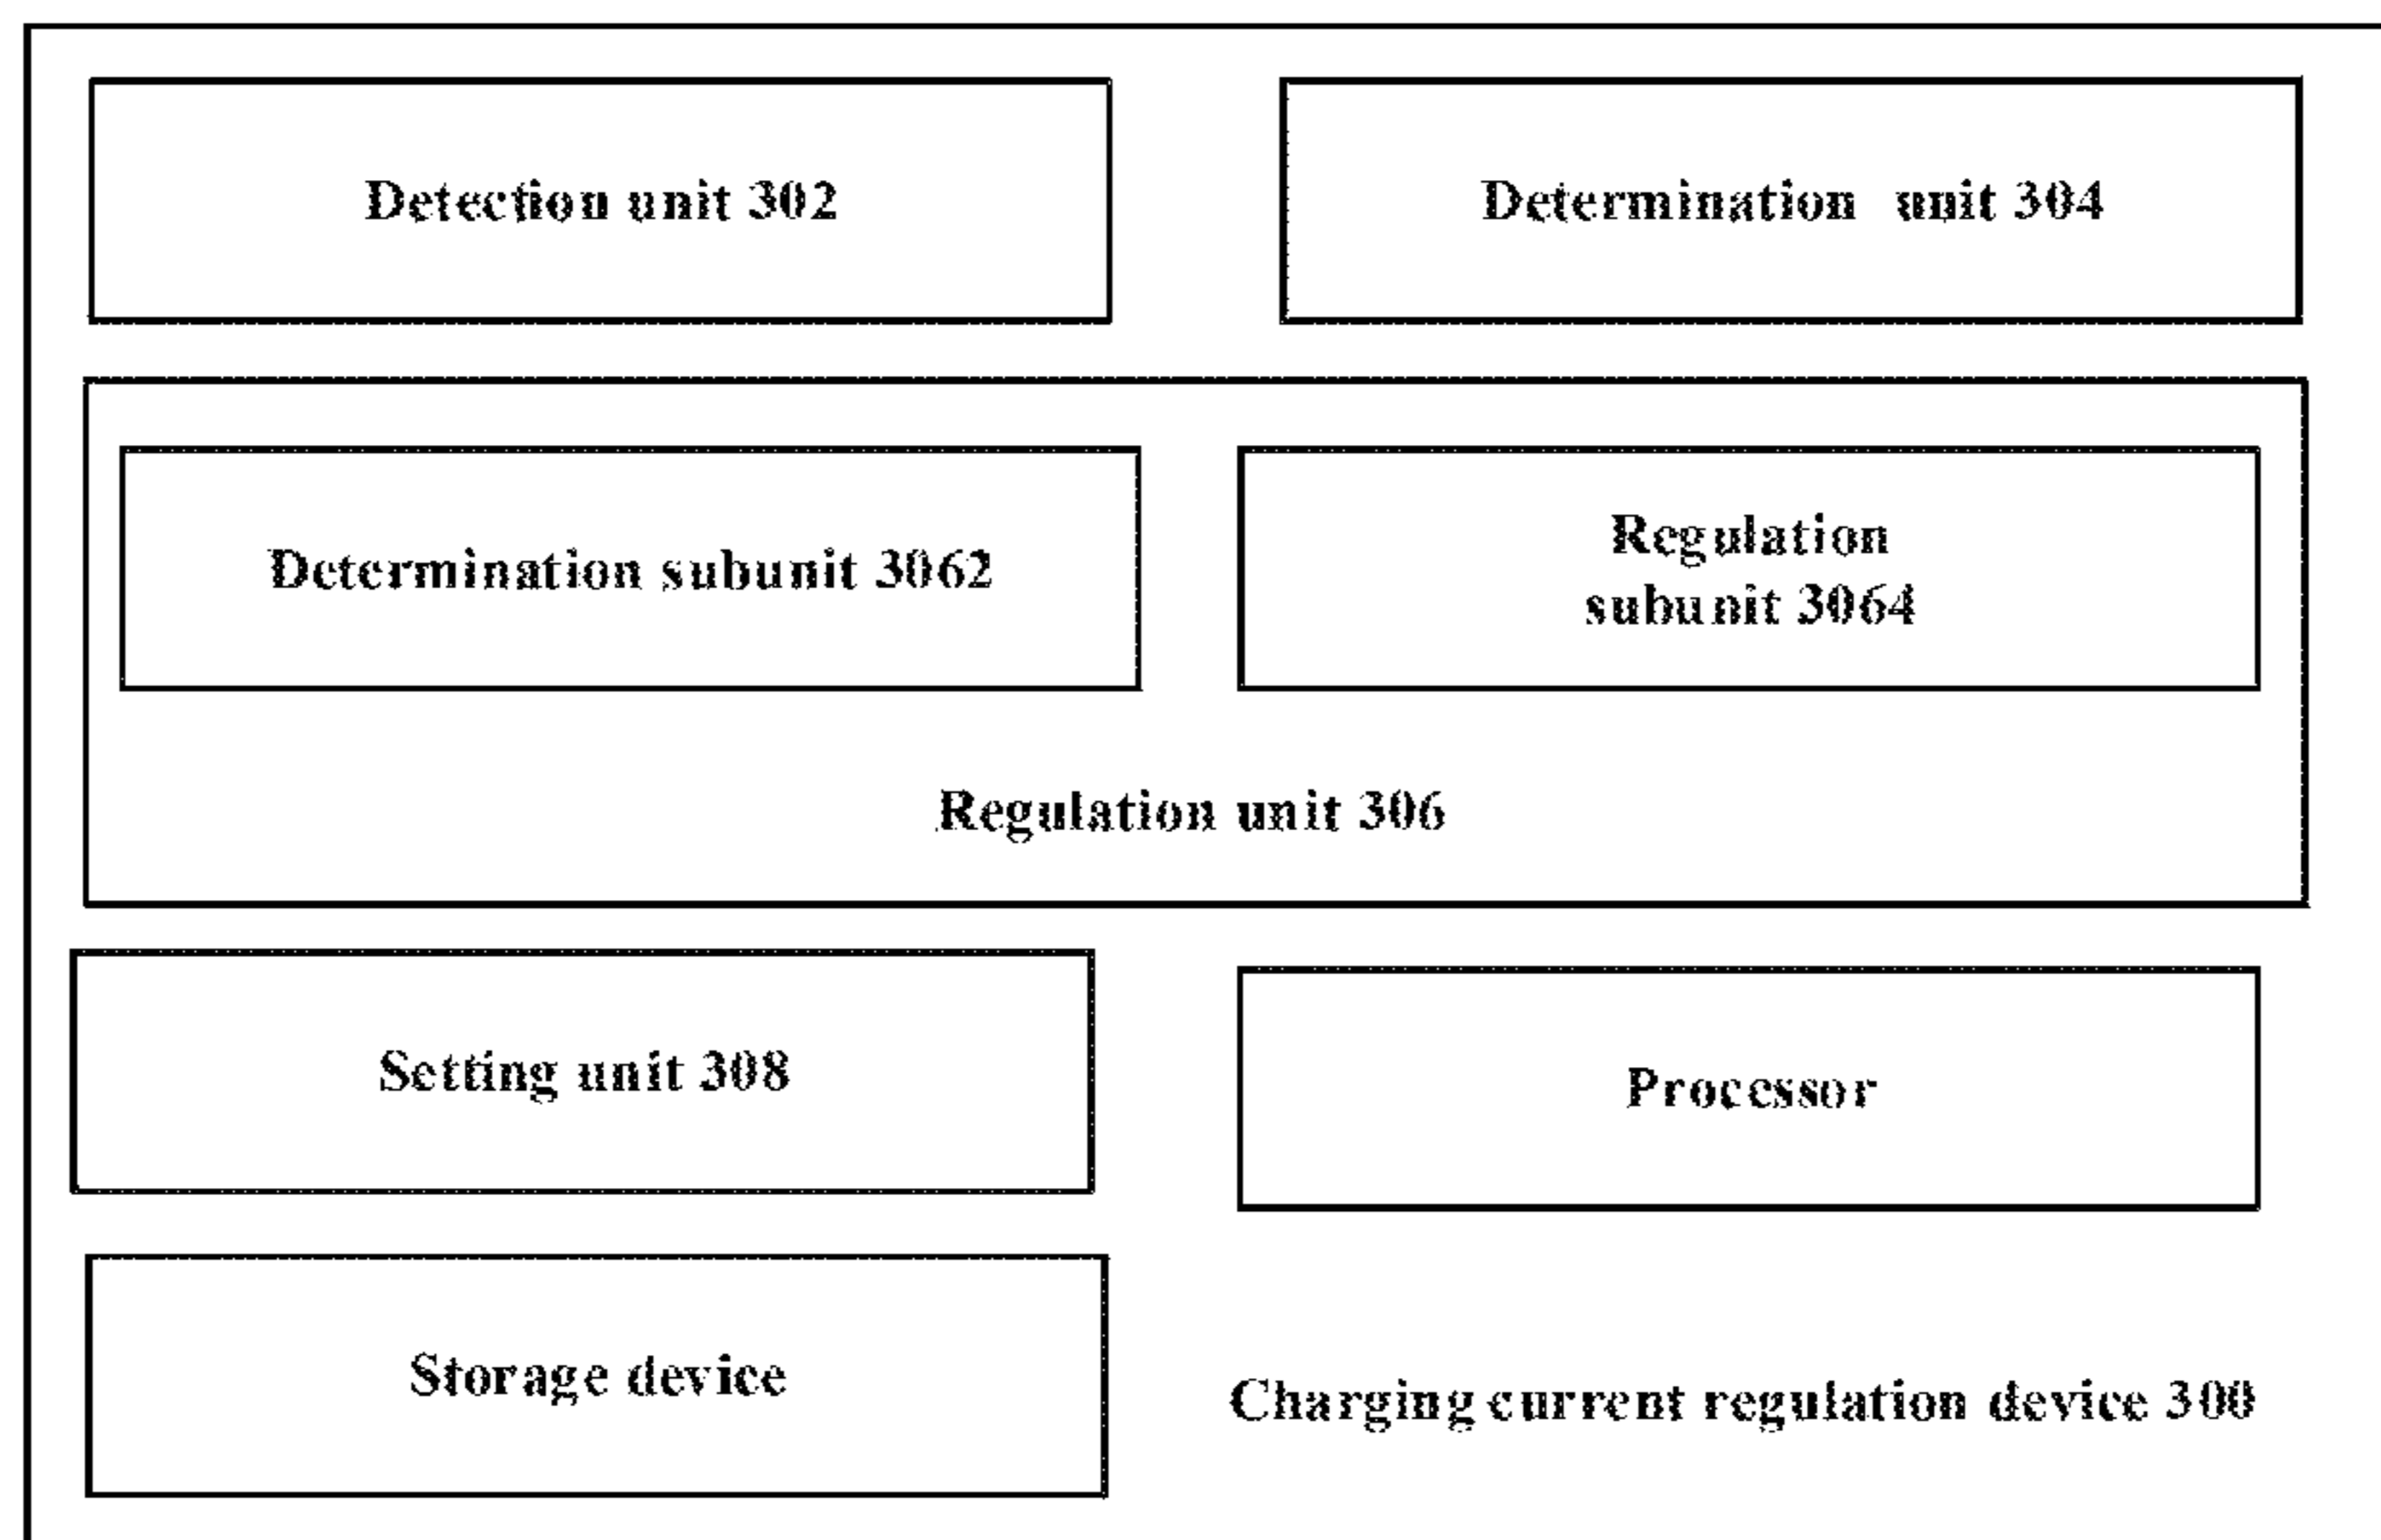 Detection unit 302
Determination unit 304
Determination subunit 3062
Regulation
subunit 3064
Regulation unit 306
Setting unit 308
Processor
Storage device
Charging current regulation device 300